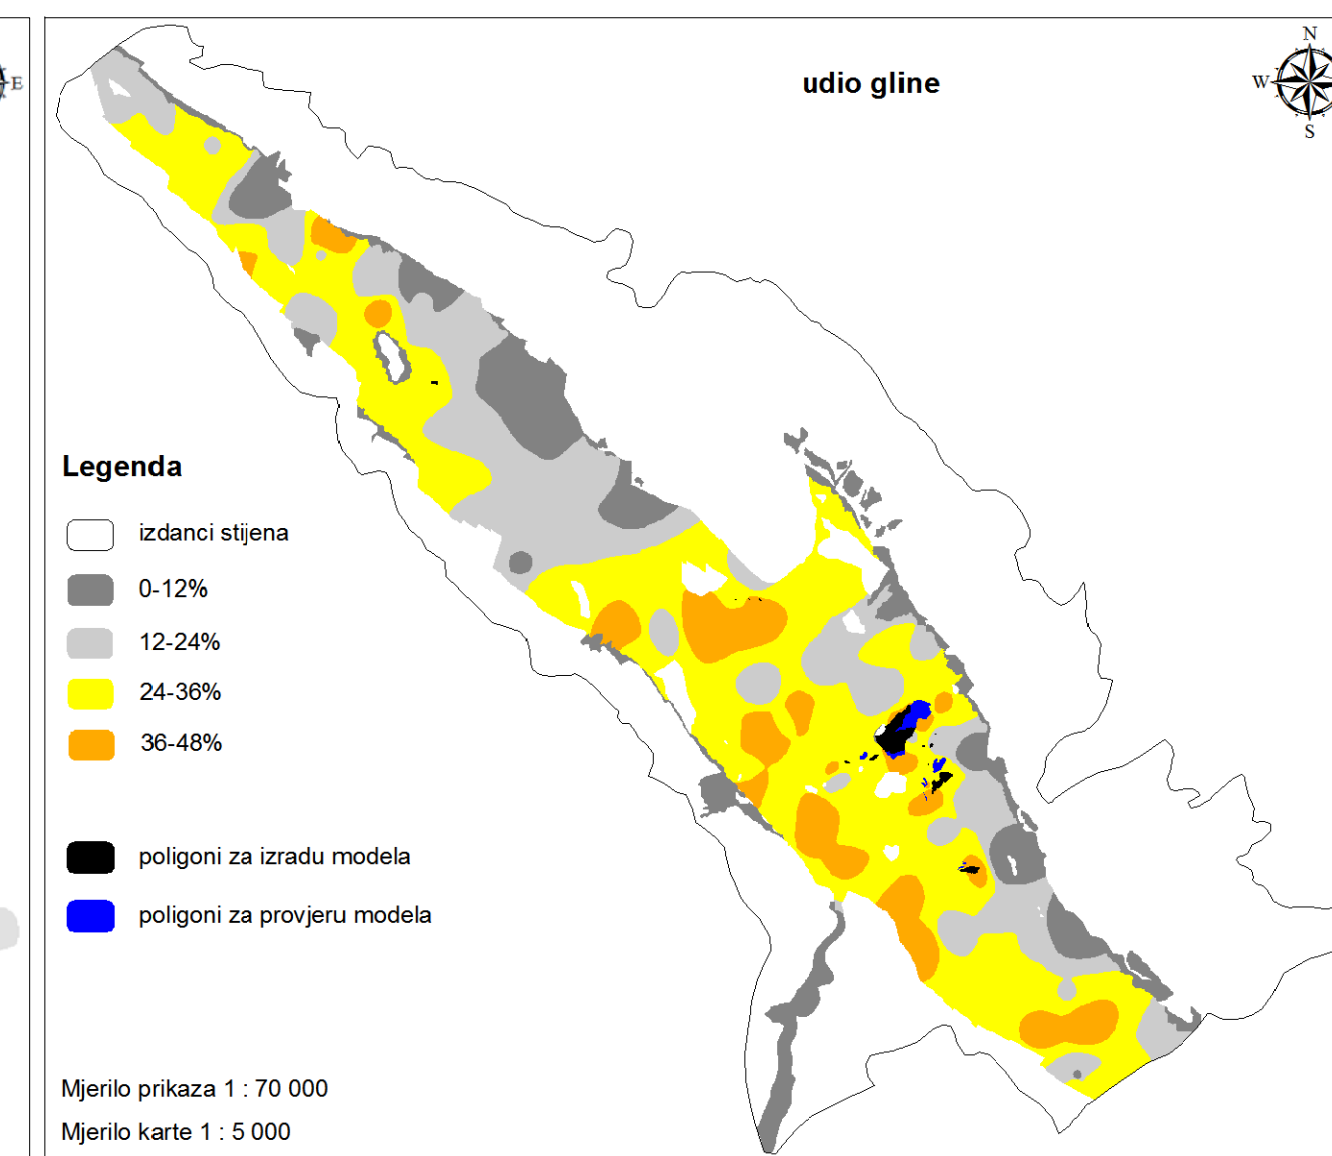 E
udio gline
N
W
S
Legenda
izdanci stijena
0-12%
12-24%
24-36%
36-48%
poligoni za izradu modela
poligoni za provjeru modela
Mjerilo prikaza 1 : 70 000
Mjerilo karte 1 : 5 000